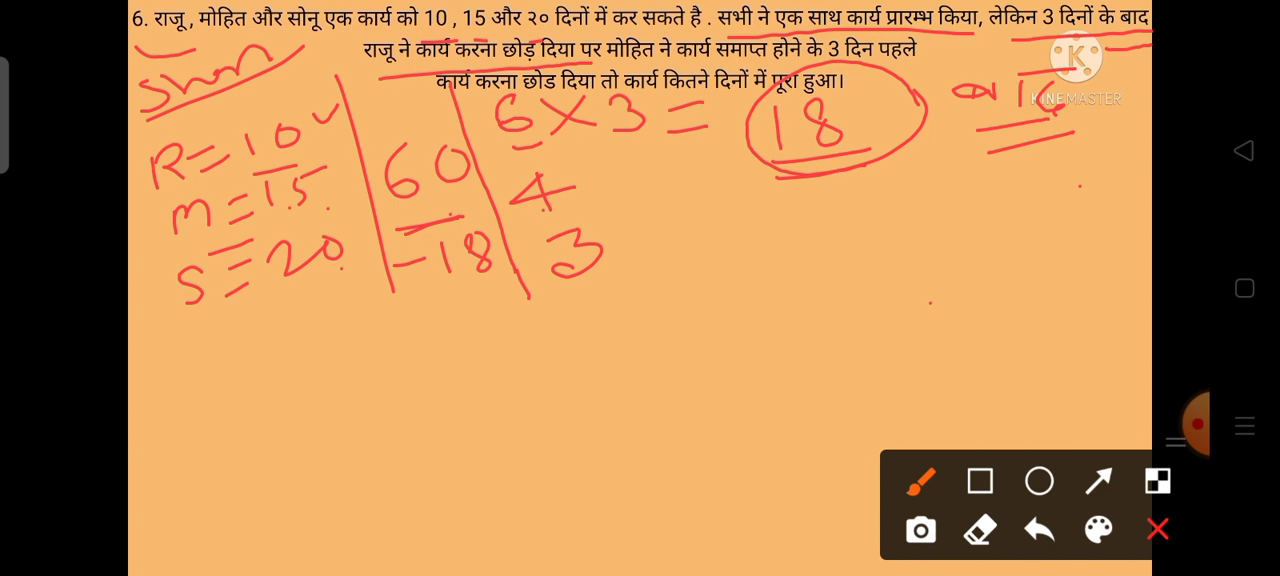 6. राजू , मोहित और सोनू एक कार्य को 10 , 15 और २० दिनों में कर सकते है . सभी ने एक साथ कार्य प्रारम्भ किया, लेकिन 3 दिनों के बाद
राजू ने कार्य करना छोड़ दिया पर मोहित ने कार्य समाप्त होने के 3 दिन पहले
कार्य करना छोड दिया तो कार्य कितने दिनों में पूरा हुआ।
KINEMASTER
6 × 3 = 18
R = 10
M = 15
S = 20
60
-18
4
3